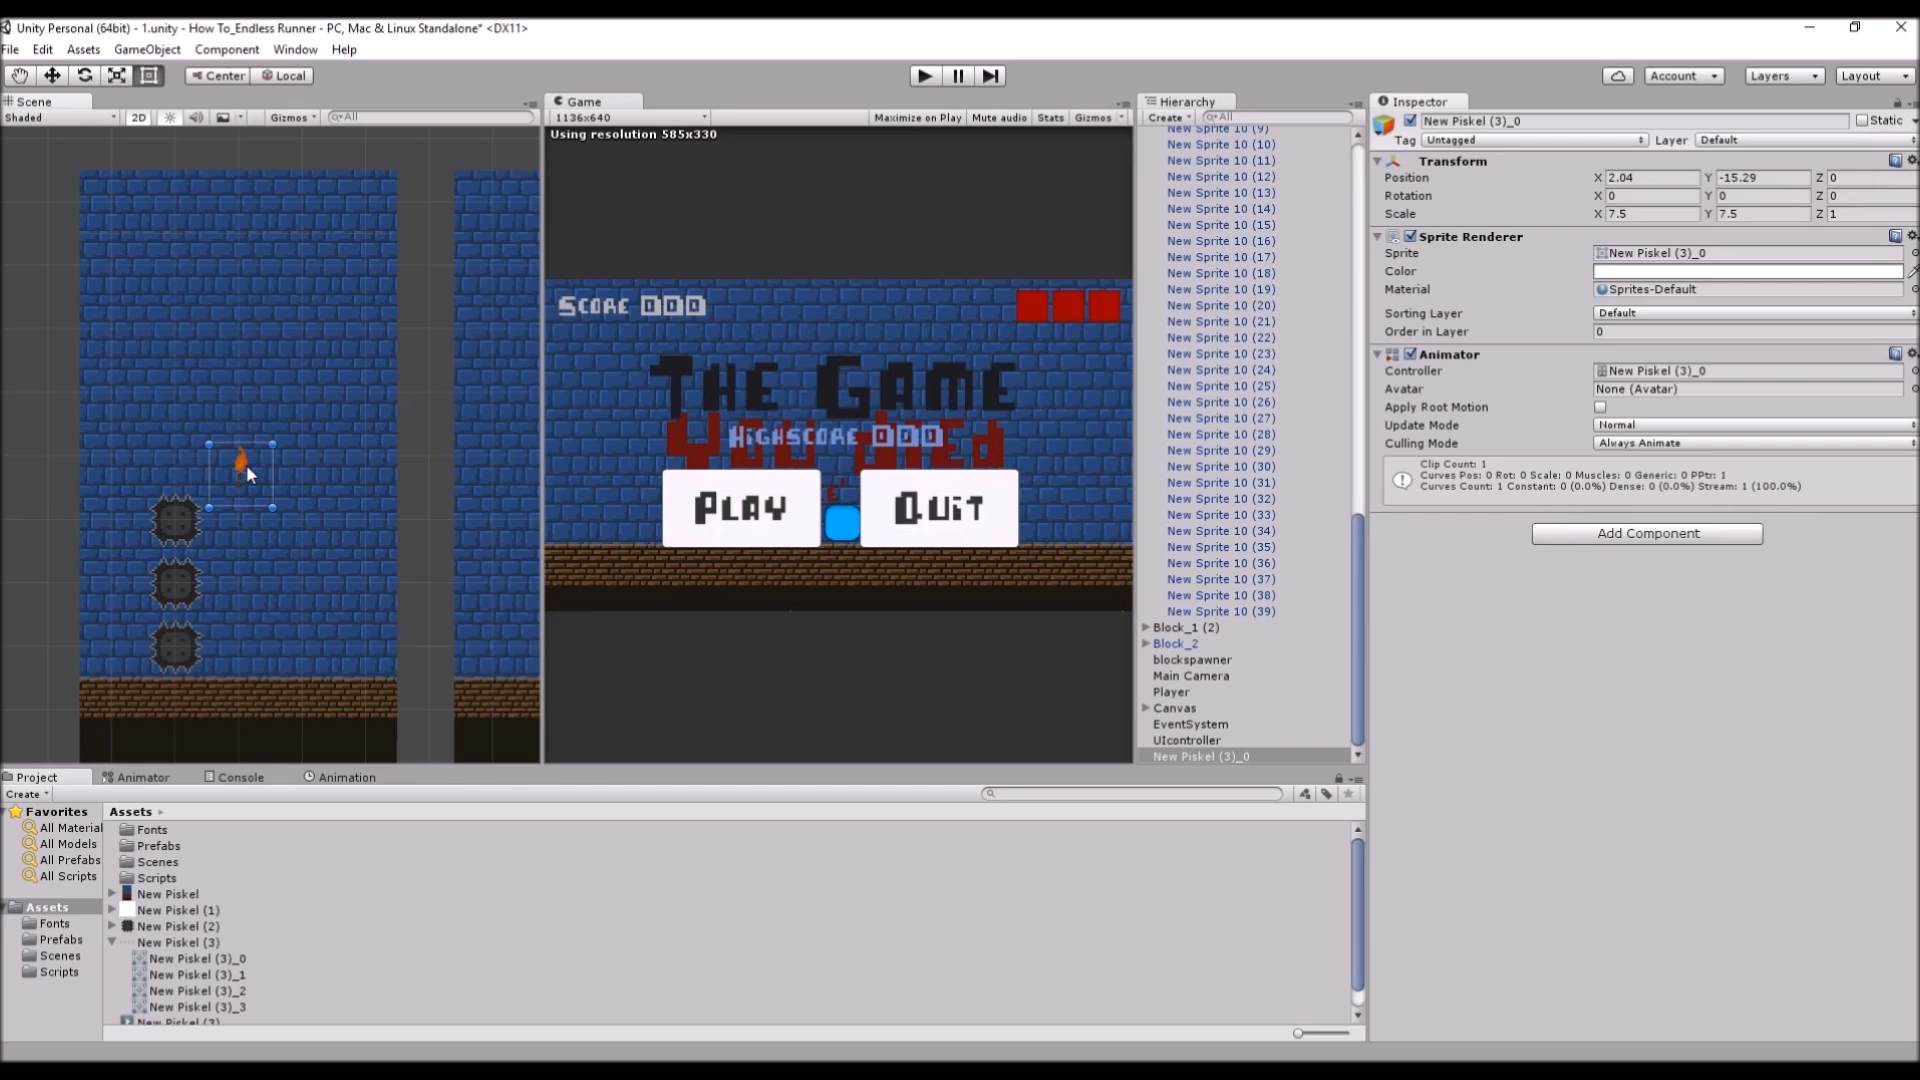 Unity Personal (64bit) - 1.unity - How To_Endless Runner - PC, Mac & Linux Standalone* <DX11>
File Edit Assets GameObject Component Window Help
Center Local
Account Layers Layout
Scene
Shaded 2D Gizmos All
Game
1136x640 Maximize on Play Mute audio Stats Gizmos
Using resolution 585x330
Score 000
The Game
You Died
Highscore 000
Play Quit
Hierarchy
Create All
New Sprite 10 (9)
New Sprite 10 (10)
New Sprite 10 (11)
New Sprite 10 (12)
New Sprite 10 (13)
New Sprite 10 (14)
New Sprite 10 (15)
New Sprite 10 (16)
New Sprite 10 (17)
New Sprite 10 (18)
New Sprite 10 (19)
New Sprite 10 (20)
New Sprite 10 (21)
New Sprite 10 (22)
New Sprite 10 (23)
New Sprite 10 (24)
New Sprite 10 (25)
New Sprite 10 (26)
New Sprite 10 (27)
New Sprite 10 (28)
New Sprite 10 (29)
New Sprite 10 (30)
New Sprite 10 (31)
New Sprite 10 (32)
New Sprite 10 (33)
New Sprite 10 (34)
New Sprite 10 (35)
New Sprite 10 (36)
New Sprite 10 (37)
New Sprite 10 (38)
New Sprite 10 (39)
Block_1 (2)
Block_2
blockspawner
Main Camera
Player
Canvas
EventSystem
UIcontroller
New Piskel (3)_0
Inspector
New Piskel (3)_0 Static
Tag Untagged Layer Default
Transform
Position X 2.04 Y -15.29 Z 0
Rotation X 0 Y 0 Z 0
Scale X 7.5 Y 7.5 Z 1
Sprite Renderer
Sprite New Piskel (3)_0
Color
Material Sprites-Default
Sorting Layer Default
Order in Layer 0
Animator
Controller New Piskel (3)_0
Avatar None (Avatar)
Apply Root Motion
Update Mode Normal
Culling Mode Always Animate
Clip Count: 1
Curves Pos: 0 Rot: 0 Scale: 0 Muscles: 0 Generic: 0 PPtr: 1
Curves Count: 1 Constant: 0 (0.0%) Dense: 0 (0.0%) Stream: 1 (100.0%)
Add Component
Project Animator Console Animation
Create
Favorites
All Material
All Models
All Prefabs
All Scripts
Assets
Fonts
Prefabs
Scenes
Scripts
Assets
Fonts
Prefabs
Scenes
Scripts
New Piskel
New Piskel (1)
New Piskel (2)
New Piskel (3)
New Piskel (3)_0
New Piskel (3)_1
New Piskel (3)_2
New Piskel (3)_3
New Piskel (3)